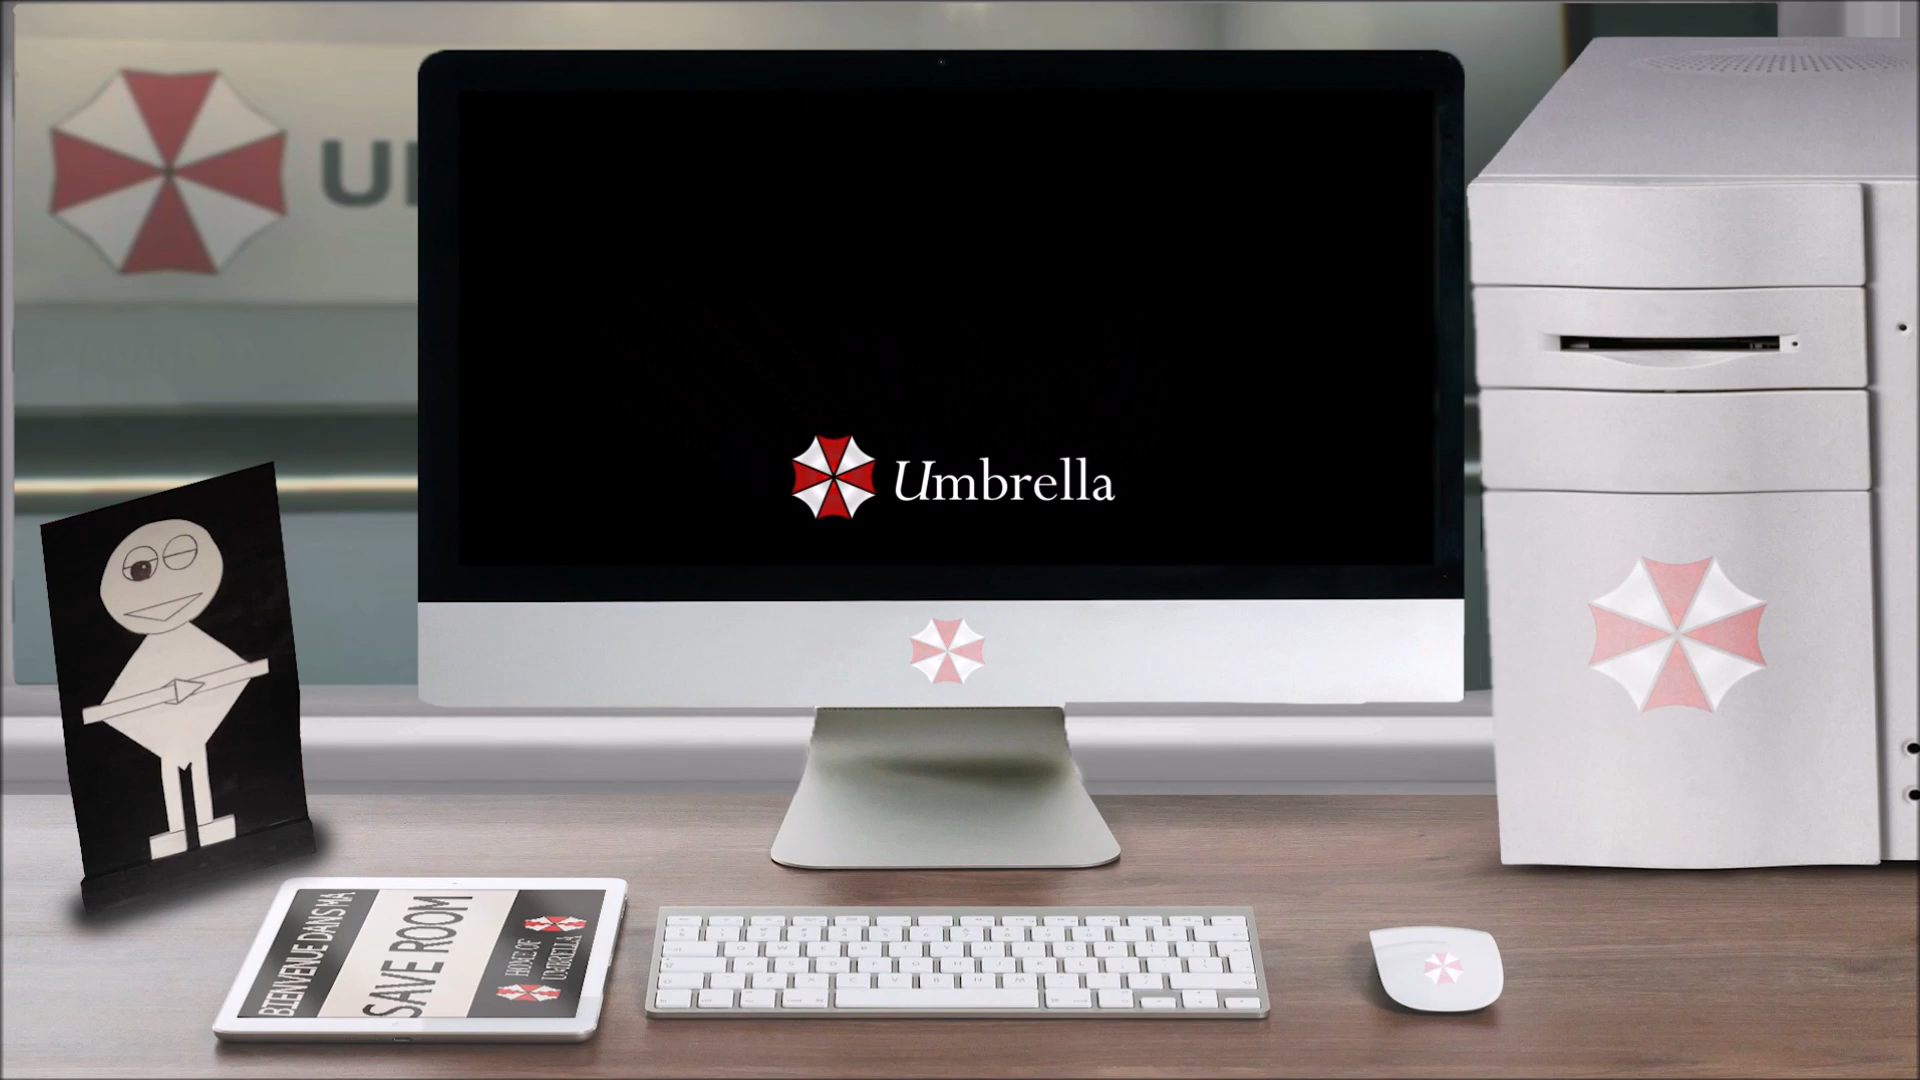 U
Umbrella
BIENVENUE DANS MA
SAVE ROOM
HOME OF
UMBRELLA